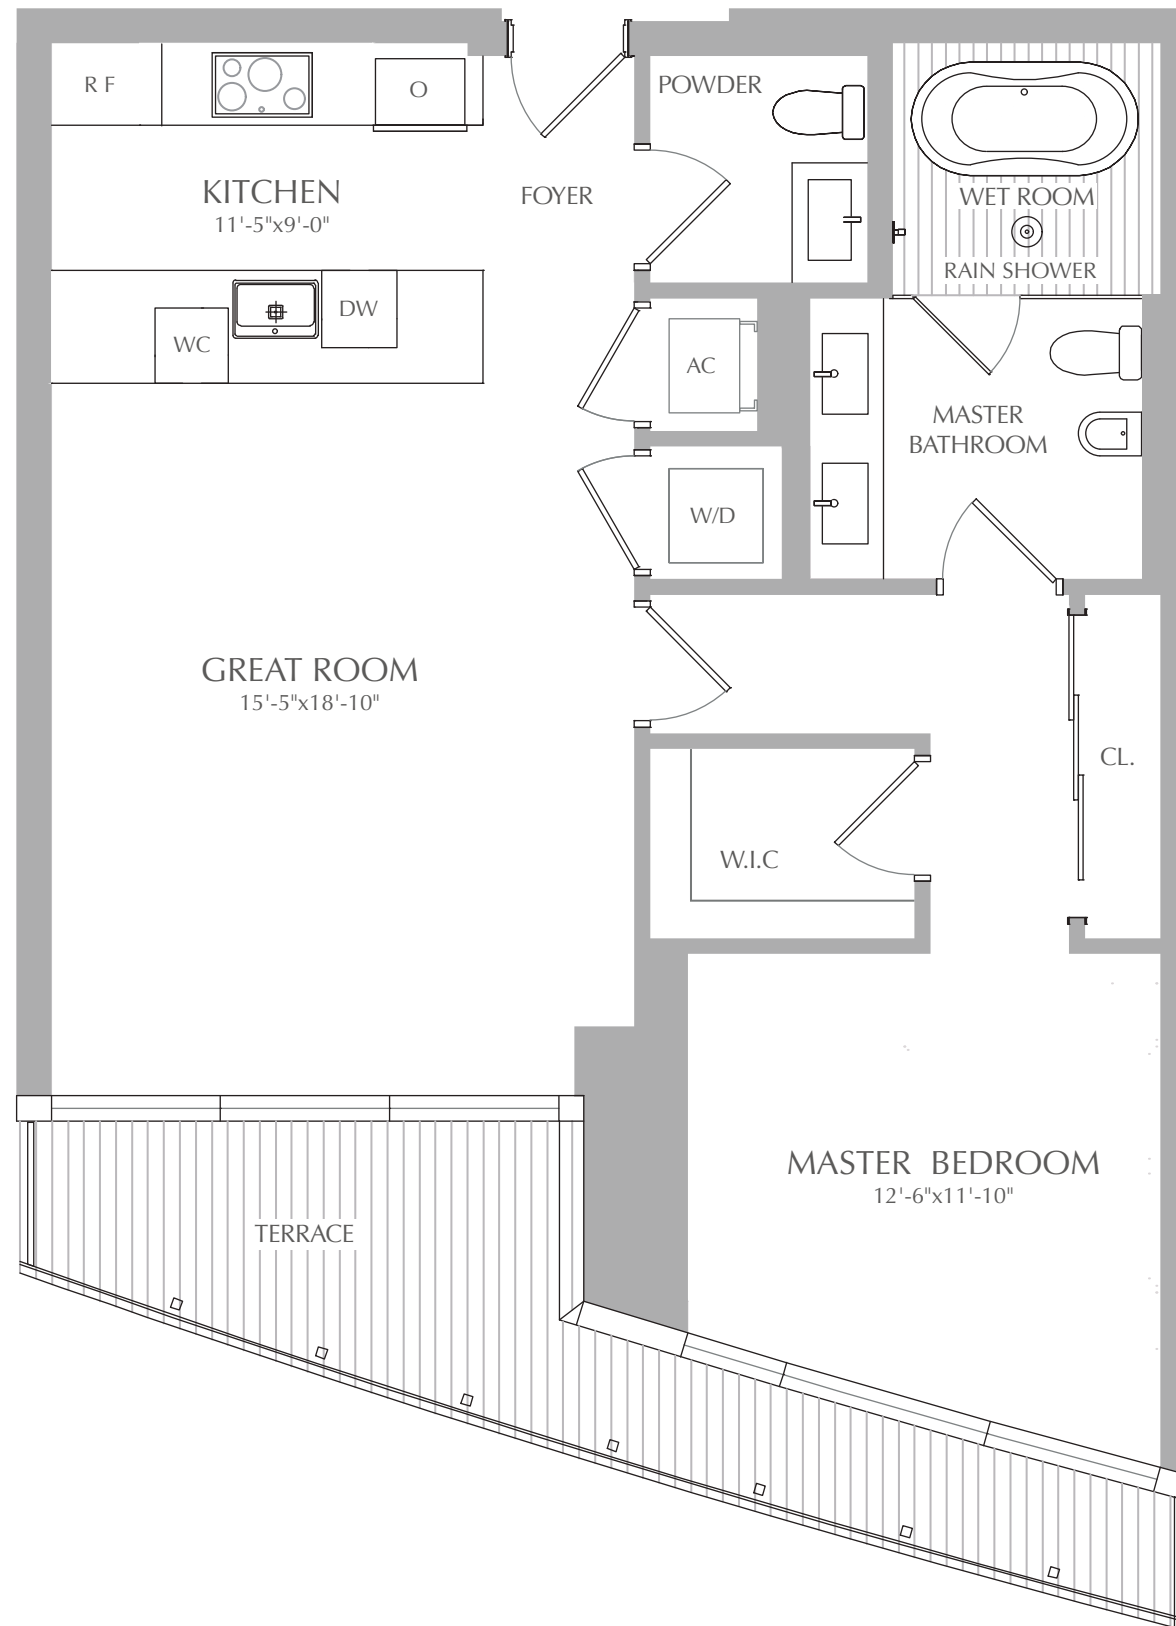 R F
O
POWDER
KITCHEN
11'-5"x9'-0"
FOYER
WET ROOM
RAIN SHOWER
WC
DW
AC
MASTER
BATHROOM
W/D
GREAT ROOM
15'-5"x18'-10"
CL.
W.I.C
MASTER BEDROOM
12'-6"x11'-10"
TERRACE